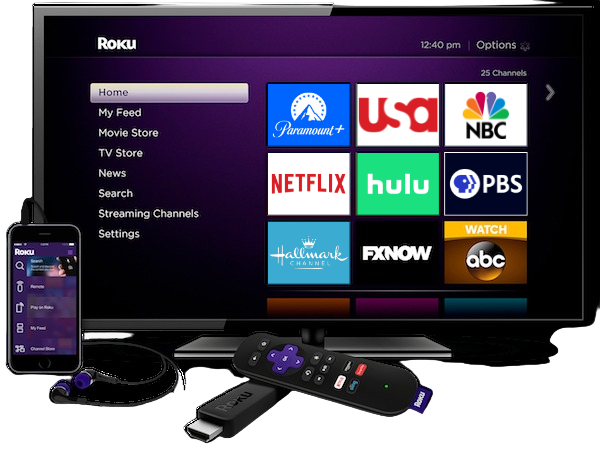 Roku
12:40 pm | Options
25 Channels
Home
My Feed
Movie Store
TV Store
News
Search
Streaming Channels
Settings
Paramount+
usa
NBC
NETFLIX
hulu
PBS
Hallmark
CHANNEL
FXNOW
WATCH
abc
Roku
Search
Remote
Play on Roku
My Feed
Channel Store
Roku
OK
Roku